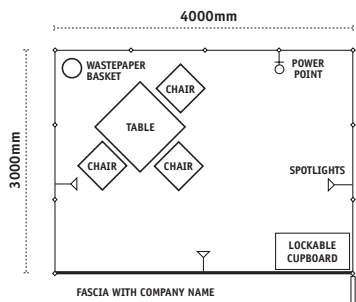 4000mm
WASTEPAPER
BASKET
POWER
POINT
CHAIR
TABLE
3000mm
CHAIR
CHAIR
SPOTLIGHTS
LOCKABLE
CUPBOARD
FASCIA WITH COMPANY NAME